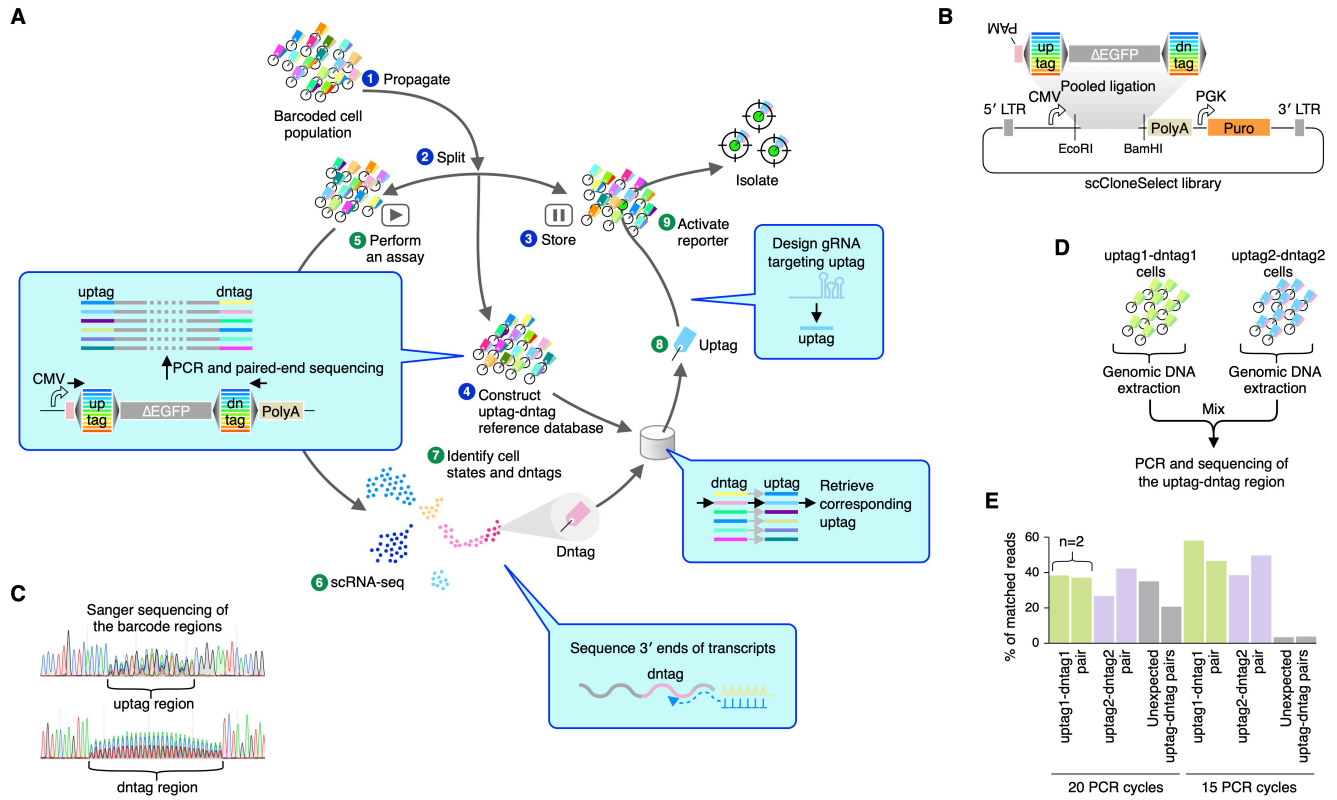 A
1 Propagate
Barcoded cell
population
2 Split
Isolate
5 Perform
an assay
3 Store
9 Activate
reporter
Design gRNA
targeting uptag
uptag
uptag
dntag
PCR and paired-end sequencing
CMV
up
tag
ΔEGFP
dn
tag
PolyA
4 Construct
uptag-dntag
reference database
8 Uptag
7 Identify cell
states and dntags
dntag
uptag
Retrieve
corresponding
uptag
Dntag
6 scRNA-seq
Sequence 3′ ends of transcripts
dntag
AAAAAA...
B
PAM
up
tag
ΔEGFP
dn
tag
Pooled ligation
5′ LTR
CMV
PGK
3′ LTR
PolyA
Puro
EcoRI
BamHI
scCloneSelect library
C
Sanger sequencing of
the barcode regions
uptag region
dntag region
D
uptag1-dntag1
cells
uptag2-dntag2
cells
Genomic DNA
extraction
Genomic DNA
extraction
Mix
PCR and sequencing of
the uptag-dntag region
E
% of matched reads
60
40
20
0
n=2
uptag1-dntag1
pair
uptag2-dntag2
pair
Unexpected
uptag-dntag pairs
uptag1-dntag1
pair
uptag2-dntag2
pair
Unexpected
uptag-dntag pairs
20 PCR cycles
15 PCR cycles